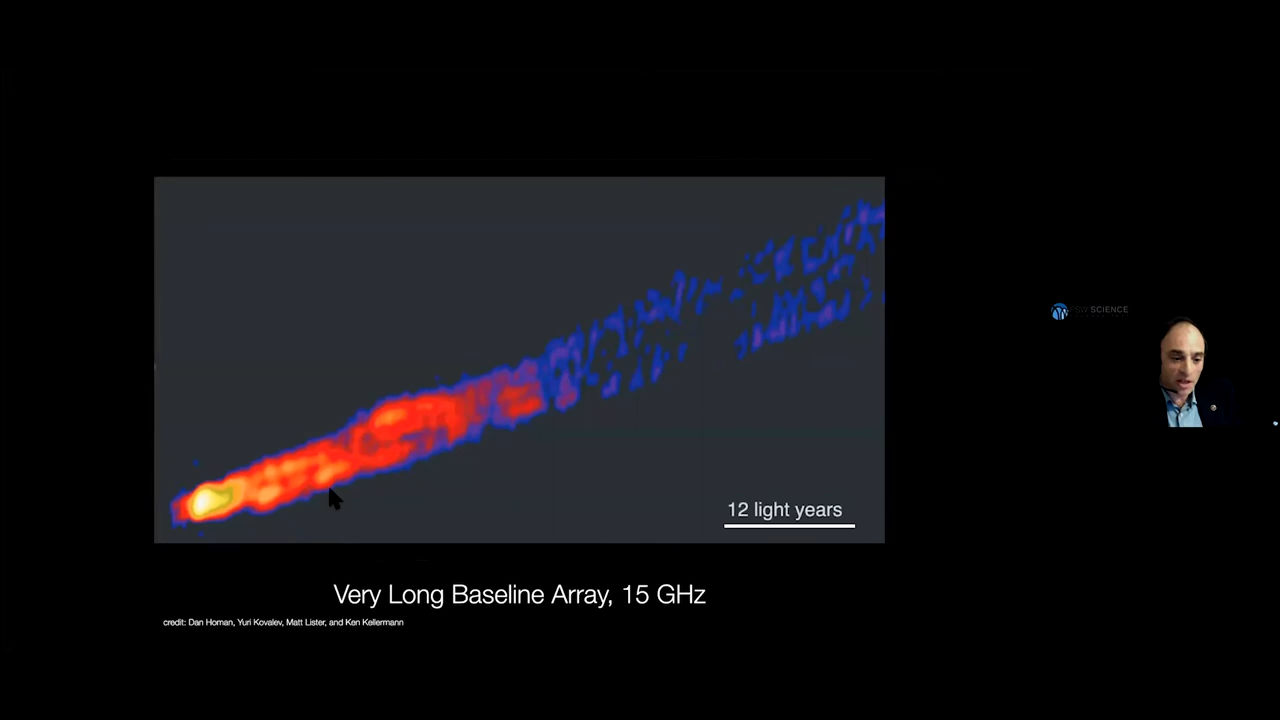 SCIENCE
12 light years
Very Long Baseline Array, 15 GHz
credit: Dan Homan, Yuri Kovalev, Matt Lister, and Ken Kellermann